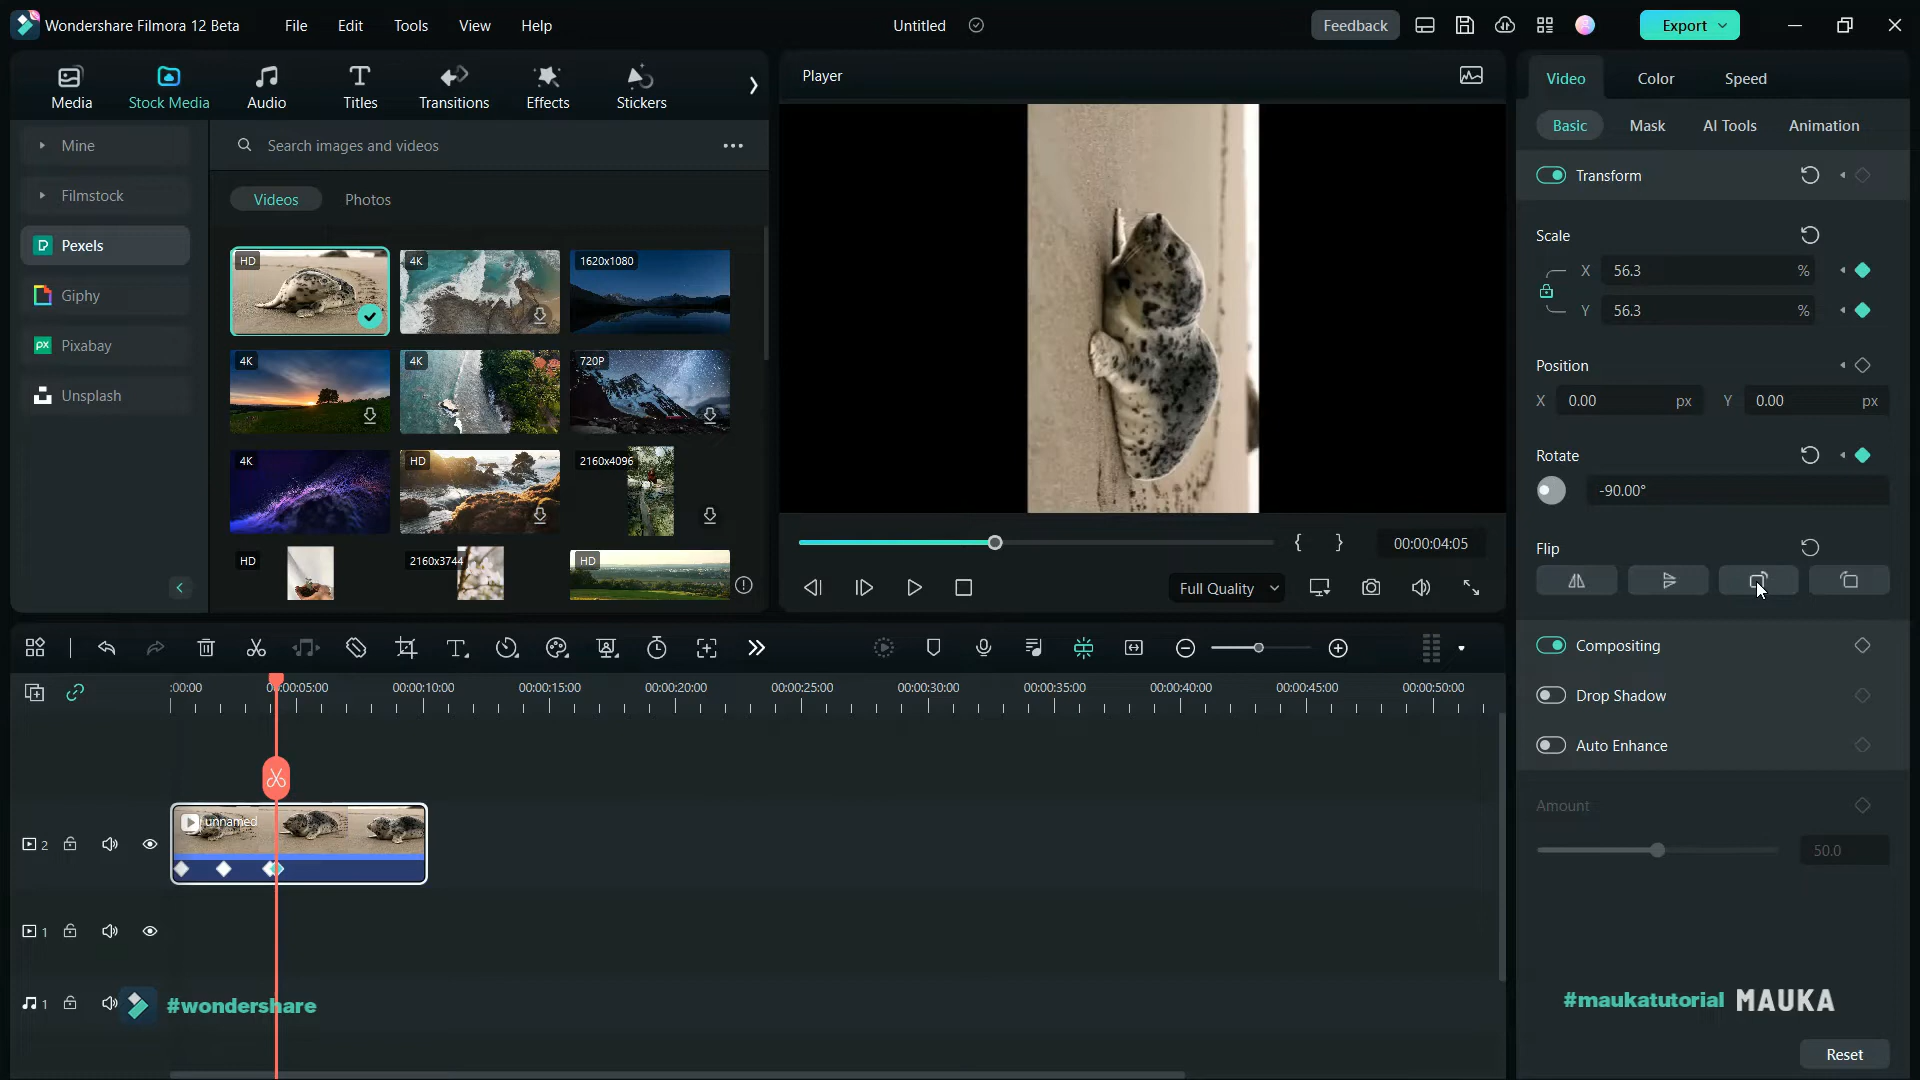 Wondershare Filmora 12 Beta
File
Edit
Tools
View
Help
Untitled
Feedback
Export
Media
Stock Media
Audio
Titles
Transitions
Effects
Stickers
Mine
Filmstock
Pexels
Giphy
Pixabay
Unsplash
Search images and videos
Videos
Photos
HD
4K
1620x1080
4K
4K
720P
4K
HD
2160x4096
HD
2160x3744
HD
Player
00:00:04:05
Full Quality
Video
Color
Speed
Basic
Mask
AI Tools
Animation
Transform
Scale
X 56.3 %
Y 56.3 %
Position
X 0.00 px Y 0.00 px
Rotate
-90.00°
Flip
Compositing
Drop Shadow
Auto Enhance
Amount
50.0
:00:00
00:00:05:00
00:00:10:00
00:00:15:00
00:00:20:00
00:00:25:00
00:00:30:00
00:00:35:00
00:00:40:00
00:00:45:00
00:00:50:00
unnamed
2
1
1
#wondershare
#maukatutorial MAUKA
Reset